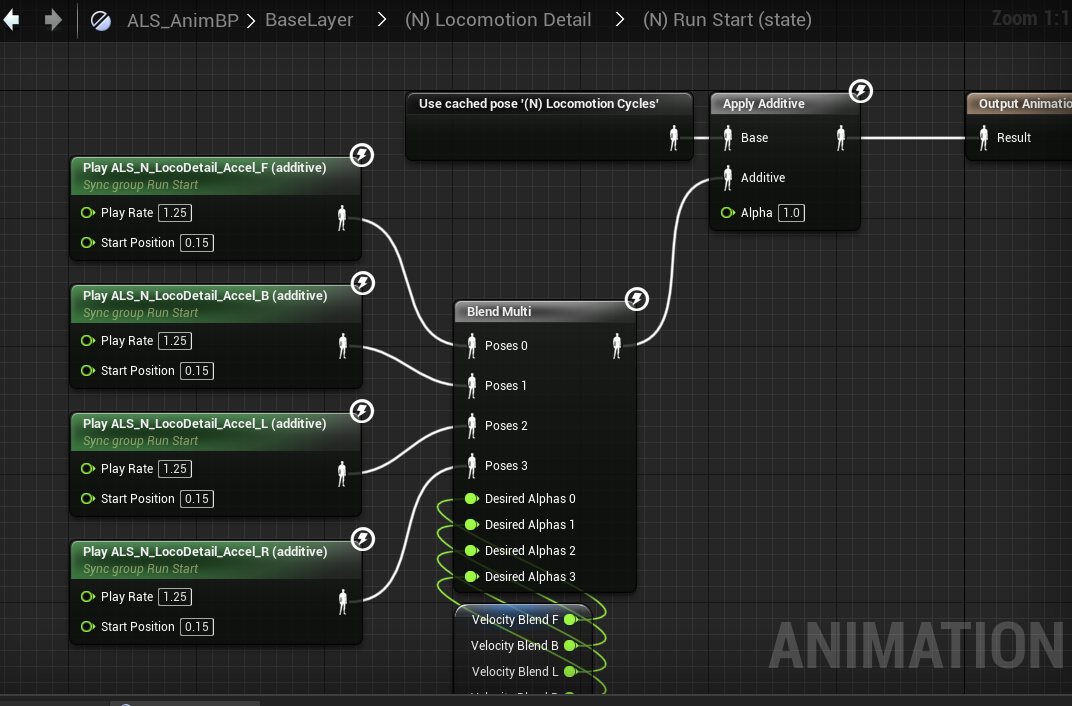 ALS_AnimBP > BaseLayer > (N) Locomotion Detail > (N) Run Start (state)
Zoom 1:1
Use cached pose '(N) Locomotion Cycles'
Apply Additive
Base
Additive
Alpha 1.0
Output Animatio
Result
Play ALS_N_LocoDetail_Accel_F (additive)
Sync group Run Start
Play Rate 1.25
Start Position 0.15
Play ALS_N_LocoDetail_Accel_B (additive)
Sync group Run Start
Play Rate 1.25
Start Position 0.15
Play ALS_N_LocoDetail_Accel_L (additive)
Sync group Run Start
Play Rate 1.25
Start Position 0.15
Play ALS_N_LocoDetail_Accel_R (additive)
Sync group Run Start
Play Rate 1.25
Start Position 0.15
Blend Multi
Poses 0
Poses 1
Poses 2
Poses 3
Desired Alphas 0
Desired Alphas 1
Desired Alphas 2
Desired Alphas 3
Velocity Blend F
Velocity Blend B
Velocity Blend L
ANIMATION